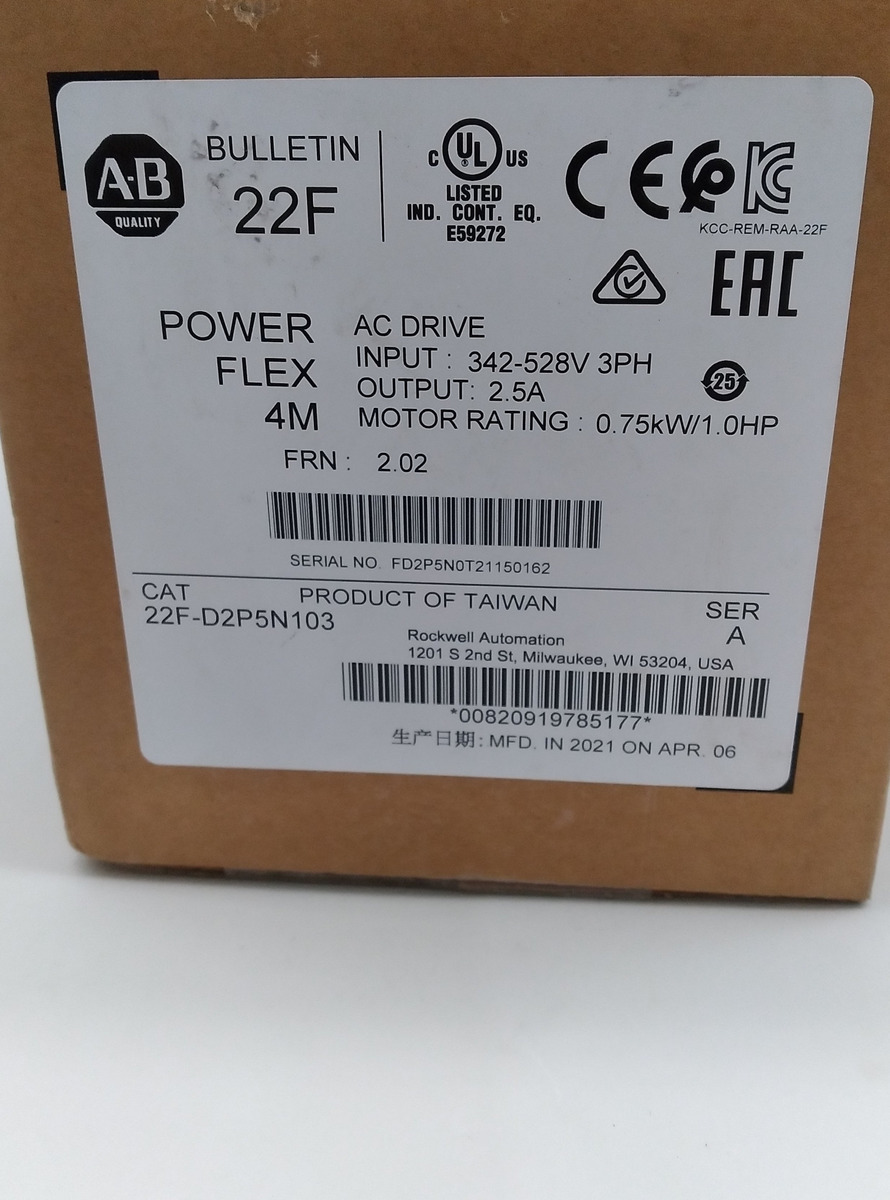 A-B
QUALITY
BULLETIN
22F
C UL US
®
LISTED
IND. CONT. EQ.
E59272
CE
KC
KCC-REM-RAA-22F
EAC
POWER
FLEX
4M
AC DRIVE
INPUT : 342-528V 3PH
OUTPUT: 2.5A
MOTOR RATING : 0.75kW/1.0HP
25
FRN : 2.02
SERIAL NO. FD2P5N0T21150162
CAT
22F-D2P5N103
PRODUCT OF TAIWAN
SER
A
Rockwell Automation
1201 S 2nd St, Milwaukee, WI 53204, USA
*00820919785177*
生产日期: MFD. IN 2021 ON APR. 06